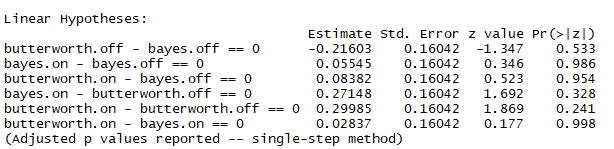 Linear Hypotheses:
Estimate Std. Error z value Pr(>|z|)
butterworth.off - bayes.off == 0 -0.21603 0.16042 -1.347 0.533
bayes.on - bayes.off == 0 0.05545 0.16042 0.346 0.986
butterworth.on - bayes.off == 0 0.08382 0.16042 0.523 0.954
bayes.on - butterworth.off == 0 0.27148 0.16042 1.692 0.328
butterworth.on - butterworth.off == 0 0.29985 0.16042 1.869 0.241
butterworth.on - bayes.on == 0 0.02837 0.16042 0.177 0.998
(Adjusted p values reported -- single-step method)